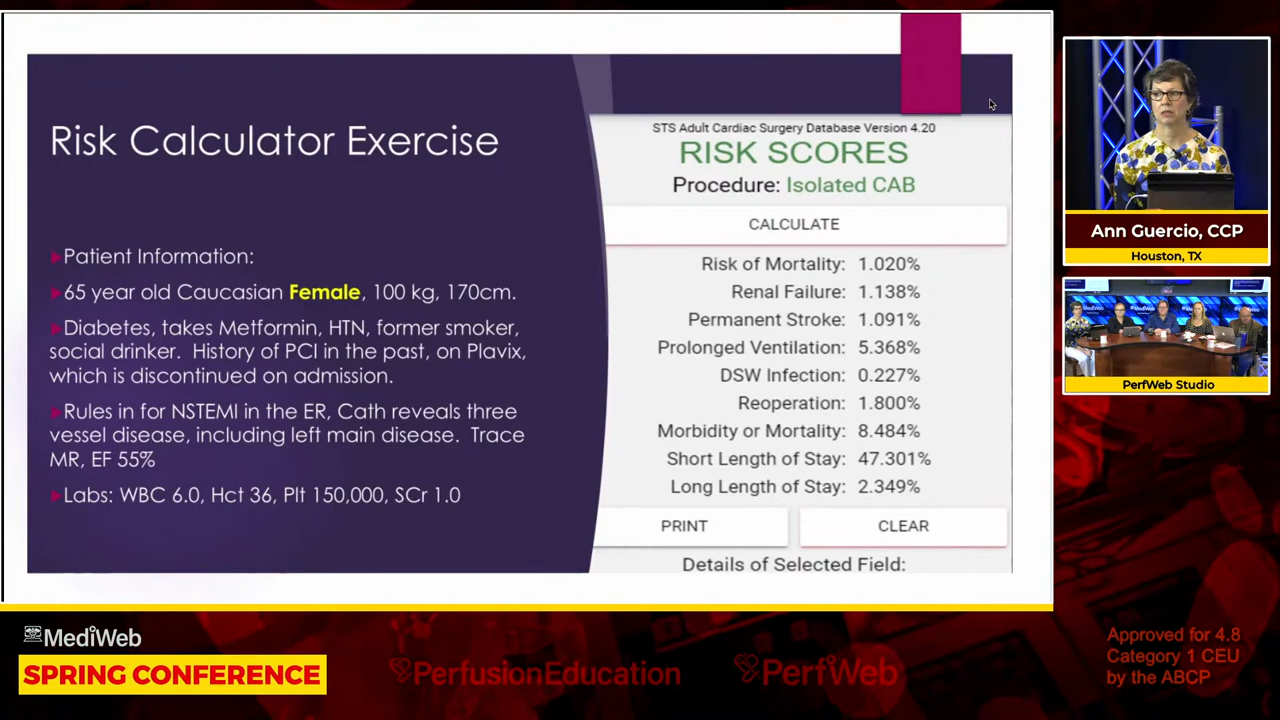 Risk Calculator Exercise
Patient Information:
65 year old Caucasian Female, 100 kg, 170cm.
Diabetes, takes Metformin, HTN, former smoker,
social drinker. History of PCI in the past, on Plavix,
which is discontinued on admission.
Rules in for NSTEMI in the ER, Cath reveals three
vessel disease, including left main disease. Trace
MR, EF 55%
Labs: WBC 6.0, Hct 36, Plt 150,000, SCr 1.0
STS Adult Cardiac Surgery Database Version 4.20
RISK SCORES
Procedure: Isolated CAB
CALCULATE
Risk of Mortality: 1.020%
Renal Failure: 1.138%
Permanent Stroke: 1.091%
Prolonged Ventilation: 5.368%
DSW Infection: 0.227%
Reoperation: 1.800%
Morbidity or Mortality: 8.484%
Short Length of Stay: 47.301%
Long Length of Stay: 2.349%
PRINT CLEAR
Details of Selected Field:
Ann Guercio, CCP
Houston, TX
PerfWeb Studio
MediWeb
SPRING CONFERENCE
PerfusionEducation
PerfWeb
Approved for 4.8
Category 1 CEU
by the ABCP